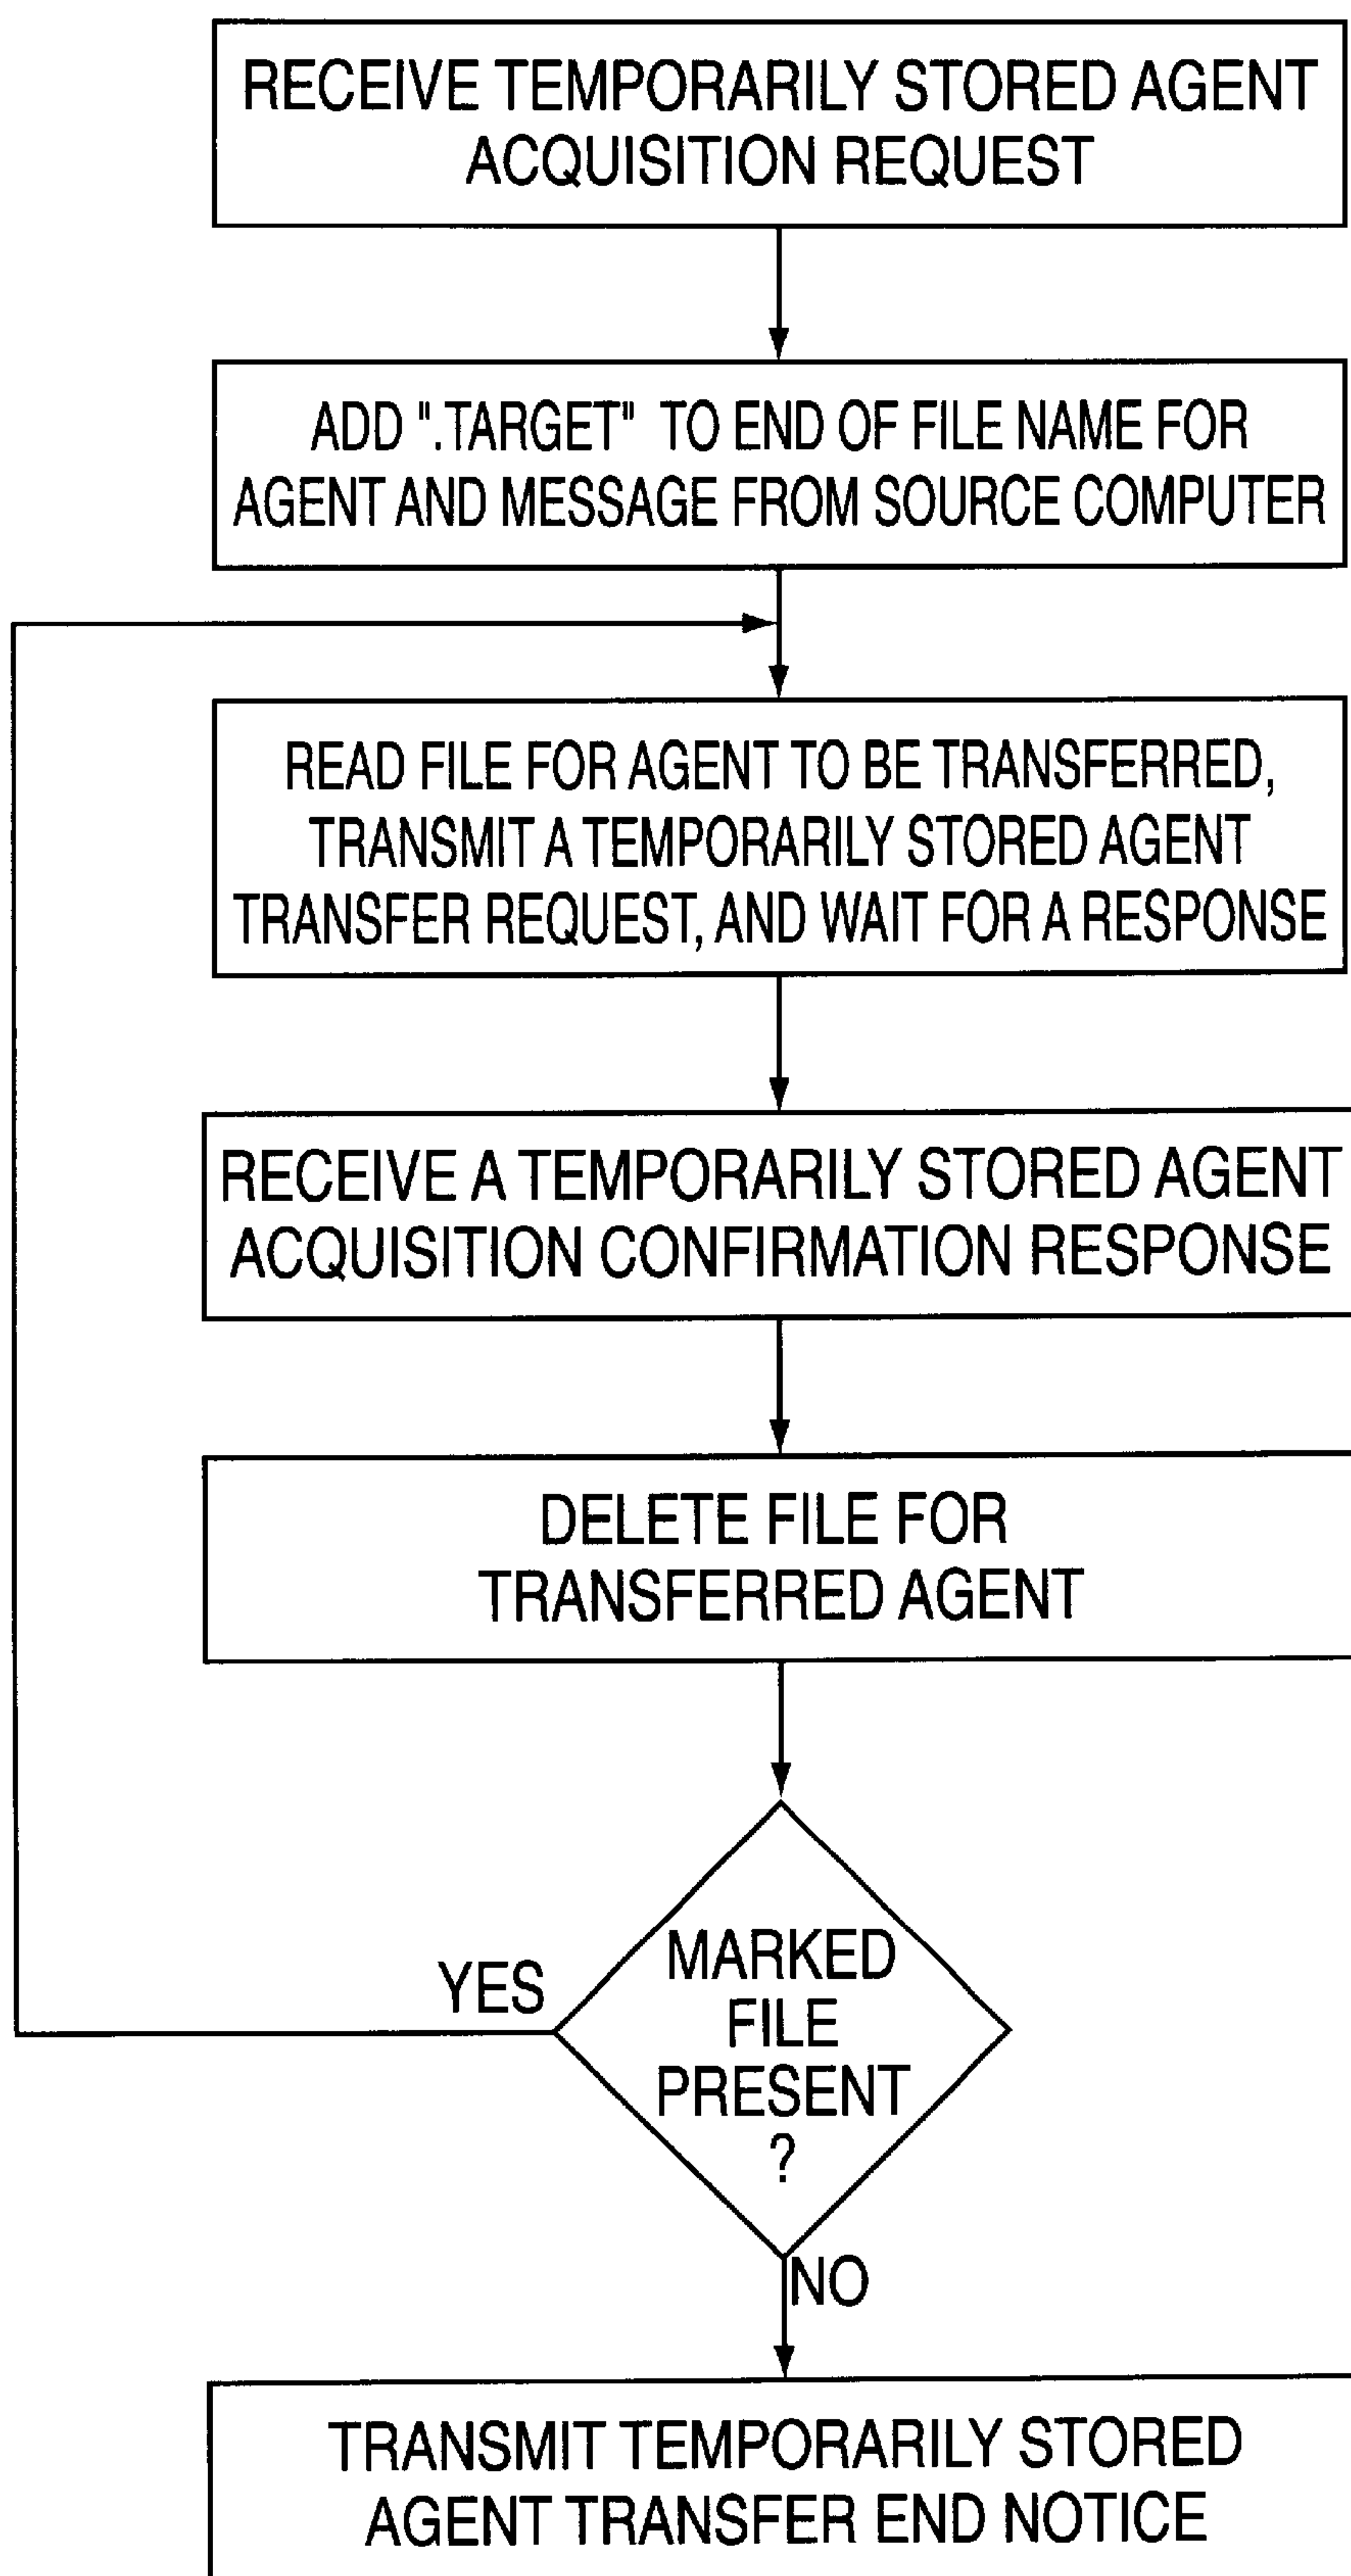 RECEIVE TEMPORARILY STORED AGENT
ACQUISITION REQUEST
ADD ".TARGET" TO END OF FILE NAME FOR
AGENT AND MESSAGE FROM SOURCE COMPUTER
READ FILE FOR AGENT TO BE TRANSFERRED,
TRANSMIT A TEMPORARILY STORED AGENT
TRANSFER REQUEST, AND WAIT FOR A RESPONSE
RECEIVE A TEMPORARILY STORED AGENT
ACQUISITION CONFIRMATION RESPONSE
DELETE FILE FOR
TRANSFERRED AGENT
YES
MARKED
FILE
PRESENT
?
NO
TRANSMIT TEMPORARILY STORED
AGENT TRANSFER END NOTICE